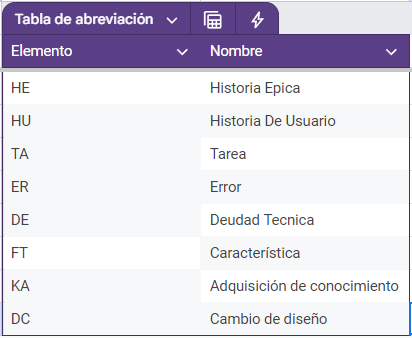 Tabla de abreviación
Elemento Nombre
HE Historia Epica
HU Historia De Usuario
TA Tarea
ER Error
DE Deudad Tecnica
FT Característica
KA Adquisición de conocimiento
DC Cambio de diseño